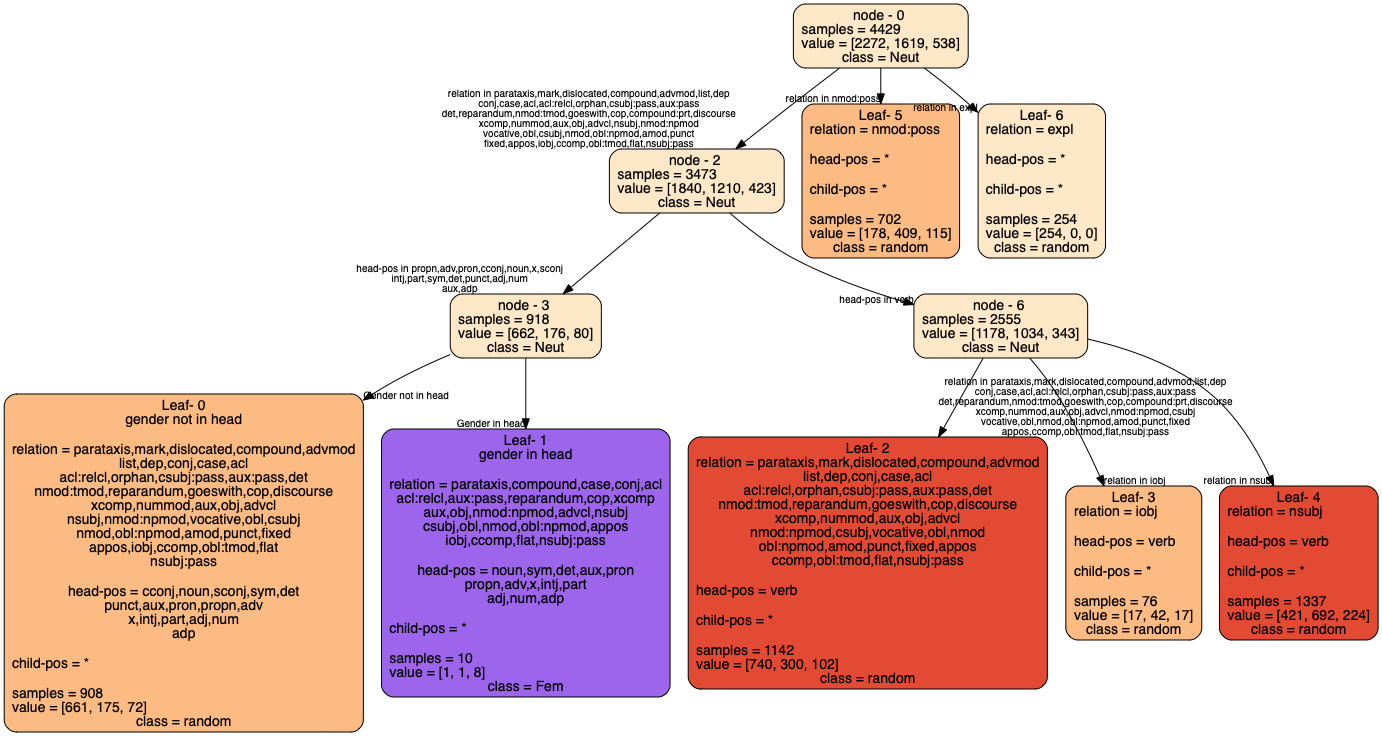 node - 0
samples = 4429
value = [2272, 1619, 538]
class = Neut
relation in parataxis,mark,dislocated,compound,advmod,list,dep
conj,case,acl,acl:relcl,orphan,csubj:pass,aux:pass
det,reparandum,nmod:tmod,goeswith,cop,compound:prt,discourse
xcomp,nummod,aux,obj,advcl,nsubj,nmod:npmod
vocative,obl,csubj,nmod,obl:npmod,amod,punct
fixed,appos,iobj,ccomp,obl:tmod,flat,nsubj:pass
relation in nmod:poss
relation in expl
node - 2
samples = 3473
value = [1840, 1210, 423]
class = Neut
Leaf- 5
relation = nmod:poss
head-pos = *
child-pos = *
samples = 702
value = [178, 409, 115]
class = random
Leaf- 6
relation = expl
head-pos = *
child-pos = *
samples = 254
value = [254, 0, 0]
class = random
head-pos in propn,adv,pron,cconj,noun,x,sconj
intj,part,sym,det,punct,adj,num
aux,adp
head-pos in verb
node - 3
samples = 918
value = [662, 176, 80]
class = Neut
node - 6
samples = 2555
value = [1178, 1034, 343]
class = Neut
Gender not in head
Gender in head
relation in parataxis,mark,dislocated,compound,advmod,list,dep
conj,case,acl,acl:relcl,orphan,csubj:pass,aux:pass
det,reparandum,nmod:tmod,goeswith,cop,compound:prt,discourse
xcomp,nummod,aux,obj,advcl,nmod:npmod,csubj
vocative,obl,nmod,obl:npmod,amod,punct,fixed
appos,ccomp,obl:tmod,flat,nsubj:pass
relation in iobj
relation in nsubj
Leaf- 0
gender not in head
relation = parataxis,mark,dislocated,compound,advmod
list,dep,conj,case,acl
acl:relcl,orphan,csubj:pass,aux:pass,det
nmod:tmod,reparandum,goeswith,cop,discourse
xcomp,nummod,aux,obj,advcl
nsubj,nmod:npmod,vocative,obl,csubj
nmod,obl:npmod,amod,punct,fixed
appos,iobj,ccomp,obl:tmod,flat
nsubj:pass
head-pos = cconj,noun,sconj,sym,det
punct,aux,pron,propn,adv
x,intj,part,adj,num
adp
child-pos = *
samples = 908
value = [661, 175, 72]
class = random
Leaf- 1
gender in head
relation = parataxis,compound,case,conj,acl
acl:relcl,aux:pass,reparandum,cop,xcomp
aux,obj,nmod:npmod,advcl,nsubj
csubj,obl,nmod,obl:npmod,appos
iobj,ccomp,flat,nsubj:pass
head-pos = noun,sym,det,aux,pron
propn,adv,x,intj,part
adj,num,adp
child-pos = *
samples = 10
value = [1, 1, 8]
class = Fem
Leaf- 2
relation = parataxis,mark,dislocated,compound,advmod
list,dep,conj,case,acl
acl:relcl,orphan,csubj:pass,aux:pass,det
nmod:tmod,reparandum,goeswith,cop,discourse
xcomp,nummod,aux,obj,advcl
nmod:npmod,csubj,vocative,obl,nmod
obl:npmod,amod,punct,fixed,appos
ccomp,obl:tmod,flat,nsubj:pass
head-pos = verb
child-pos = *
samples = 1142
value = [740, 300, 102]
class = random
Leaf- 3
relation = iobj
head-pos = verb
child-pos = *
samples = 76
value = [17, 42, 17]
class = random
Leaf- 4
relation = nsubj
head-pos = verb
child-pos = *
samples = 1337
value = [421, 692, 224]
class = random